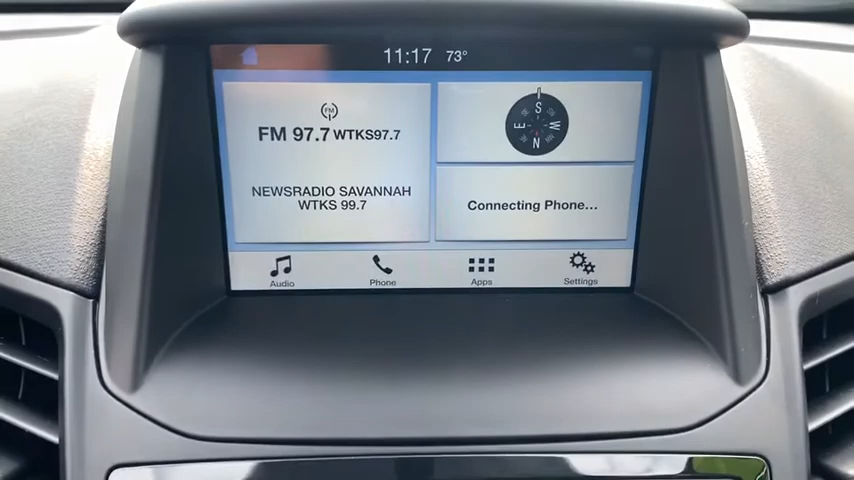 11:17 73°
FM
FM 97.7 WTKS97.7
NEWSRADIO SAVANNAH
WTKS 99.7
S
E W
N
Connecting Phone...
Audio Phone Apps Settings